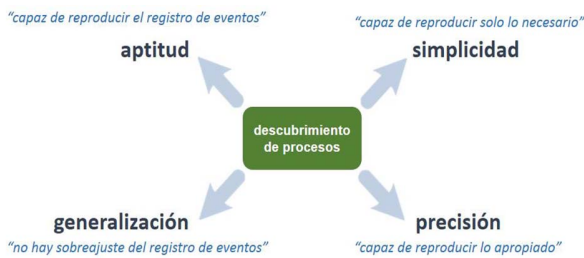 “capaz de reproducir el registro de eventos”
aptitud
“capaz de reproducir solo lo necesario”
simplicidad
descubrimiento
de procesos
generalización
“no hay sobreajuste del registro de eventos”
precisión
“capaz de reproducir lo apropiado”